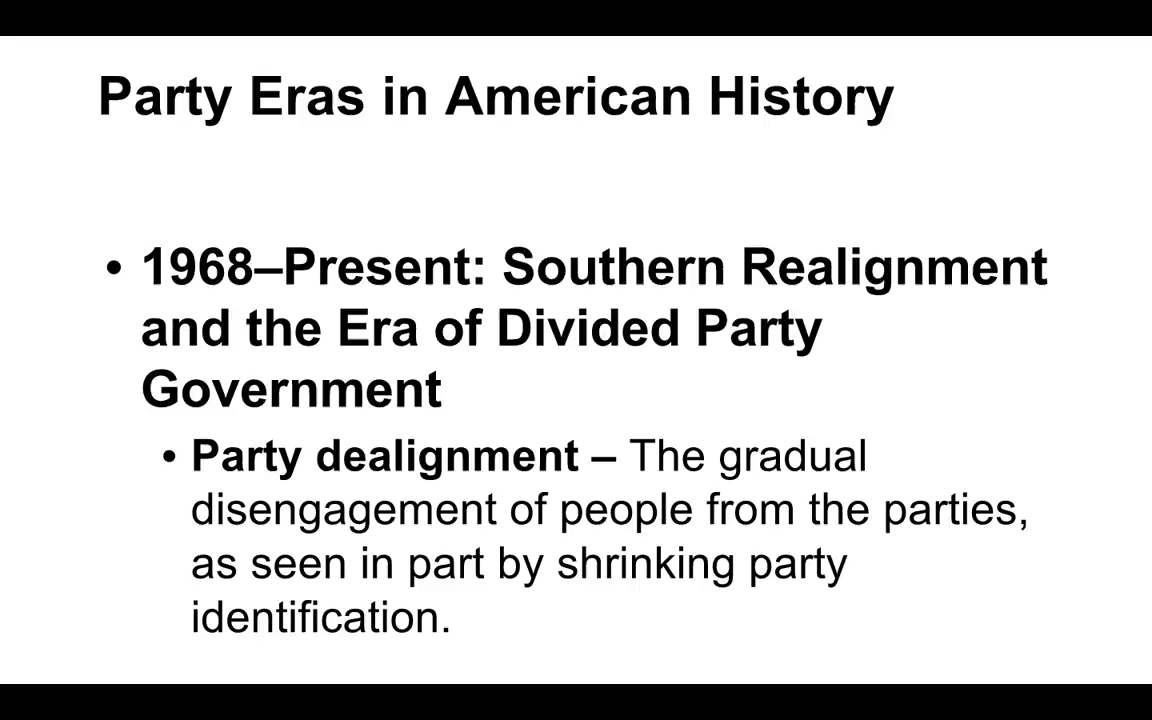 Party Eras in American History
• 1968–Present: Southern Realignment
and the Era of Divided Party
Government
• Party dealignment – The gradual
disengagement of people from the parties,
as seen in part by shrinking party
identification.